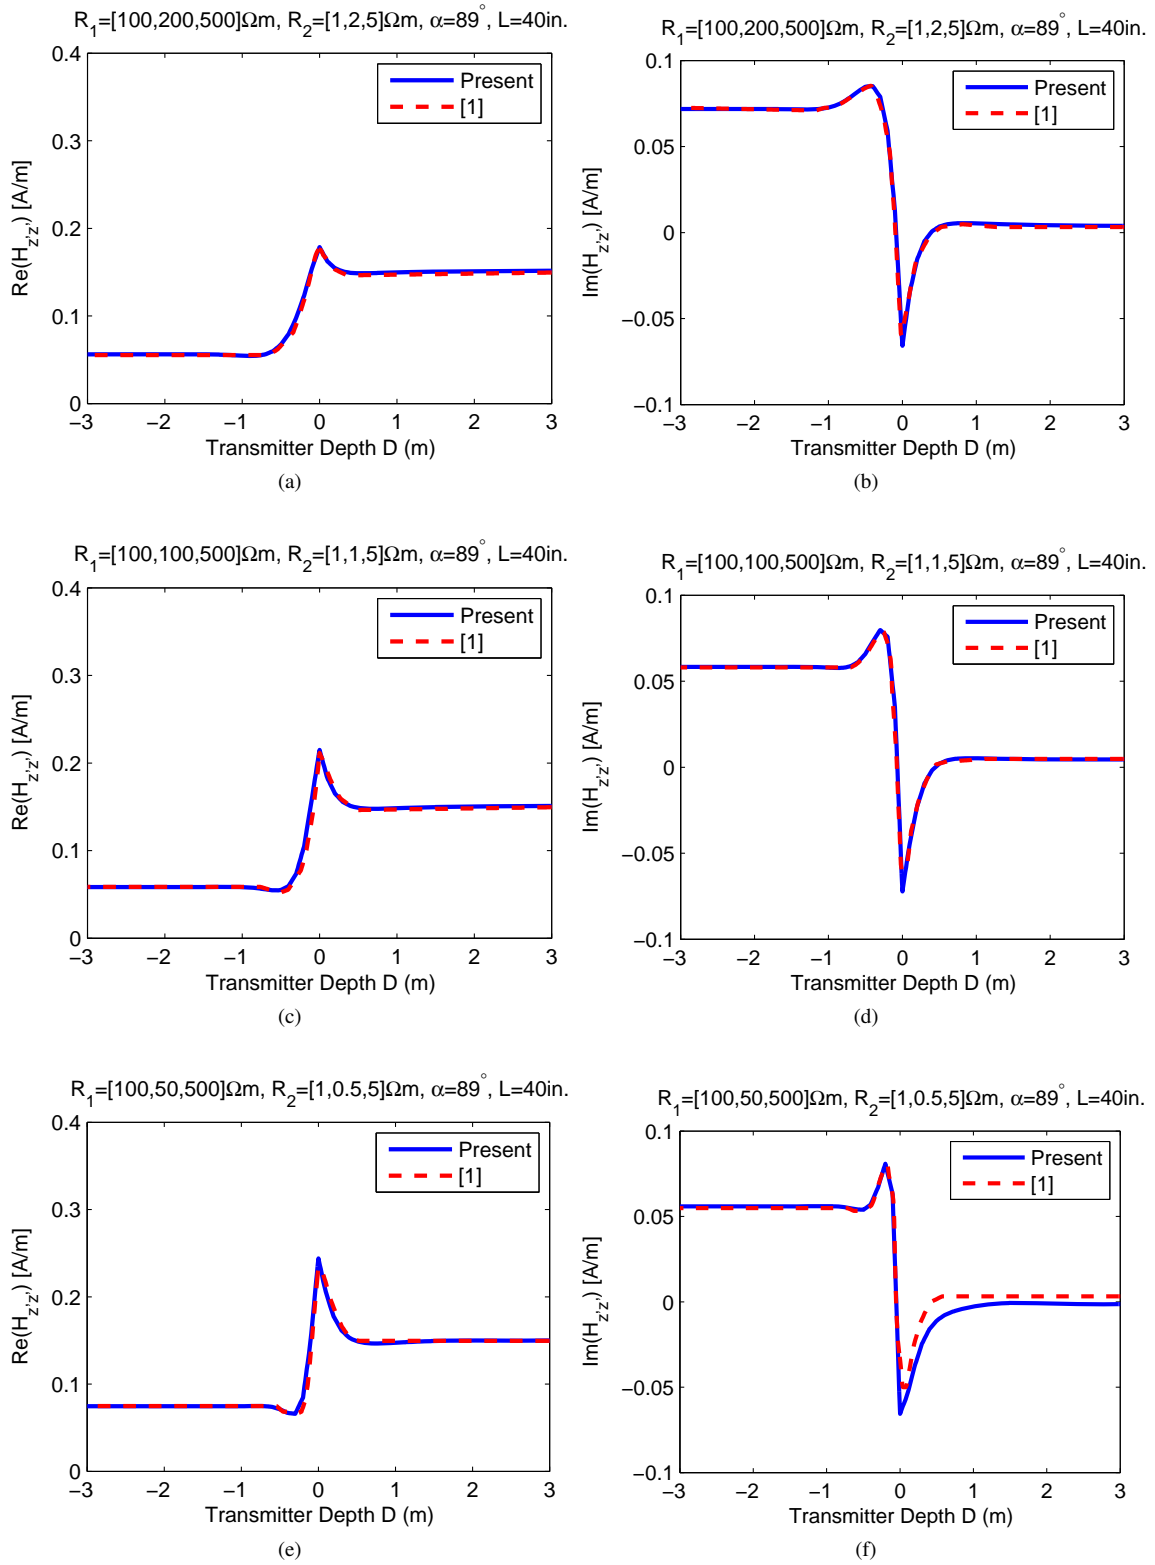 R1=[100,200,500]Ωm, R2=[1,2,5]Ωm, α=89°, L=40in.
0.4
0.3
0.2
0.1
0
Re(Hz'z') [A/m]
Present
[1]
−3 −2 −1 0 1 2 3
Transmitter Depth D (m)
(a)
R1=[100,200,500]Ωm, R2=[1,2,5]Ωm, α=89°, L=40in.
0.1
0.05
0
−0.05
−0.1
Im(Hz'z') [A/m]
Present
[1]
−3 −2 −1 0 1 2 3
Transmitter Depth D (m)
(b)
R1=[100,100,500]Ωm, R2=[1,1,5]Ωm, α=89°, L=40in.
0.4
0.3
0.2
0.1
0
Re(Hz'z') [A/m]
Present
[1]
−3 −2 −1 0 1 2 3
Transmitter Depth D (m)
(c)
R1=[100,100,500]Ωm, R2=[1,1,5]Ωm, α=89°, L=40in.
0.1
0.05
0
−0.05
−0.1
Im(Hz'z') [A/m]
Present
[1]
−3 −2 −1 0 1 2 3
Transmitter Depth D (m)
(d)
R1=[100,50,500]Ωm, R2=[1,0.5,5]Ωm, α=89°, L=40in.
0.4
0.3
0.2
0.1
0
Re(Hz'z') [A/m]
Present
[1]
−3 −2 −1 0 1 2 3
Transmitter Depth D (m)
(e)
R1=[100,50,500]Ωm, R2=[1,0.5,5]Ωm, α=89°, L=40in.
0.1
0.05
0
−0.05
−0.1
Im(Hz'z') [A/m]
Present
[1]
−3 −2 −1 0 1 2 3
Transmitter Depth D (m)
(f)